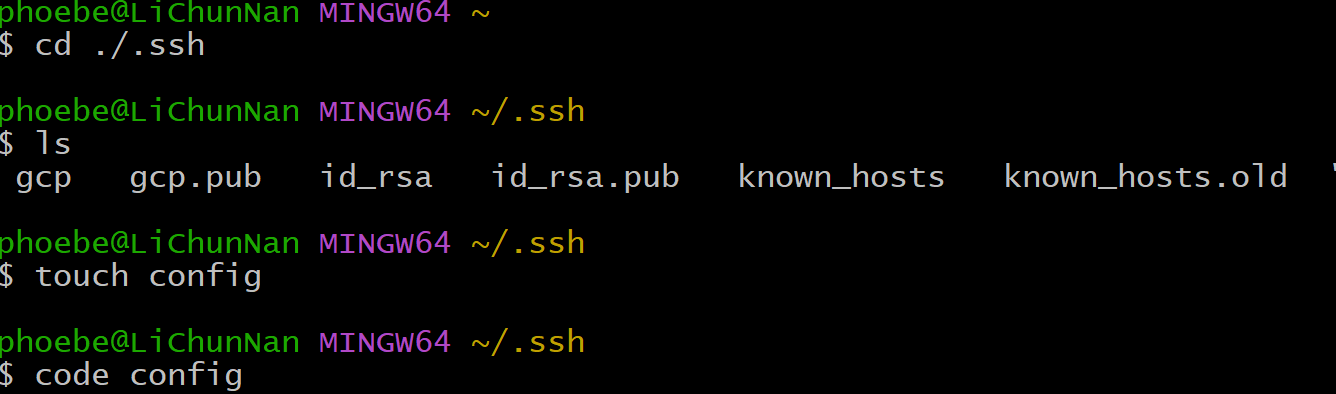 phoebe@LiChunNan MINGW64 ~
$ cd ./.ssh
phoebe@LiChunNan MINGW64 ~/.ssh
$ ls
gcp   gcp.pub   id_rsa   id_rsa.pub   known_hosts   known_hosts.old  '
phoebe@LiChunNan MINGW64 ~/.ssh
$ touch config
phoebe@LiChunNan MINGW64 ~/.ssh
$ code config